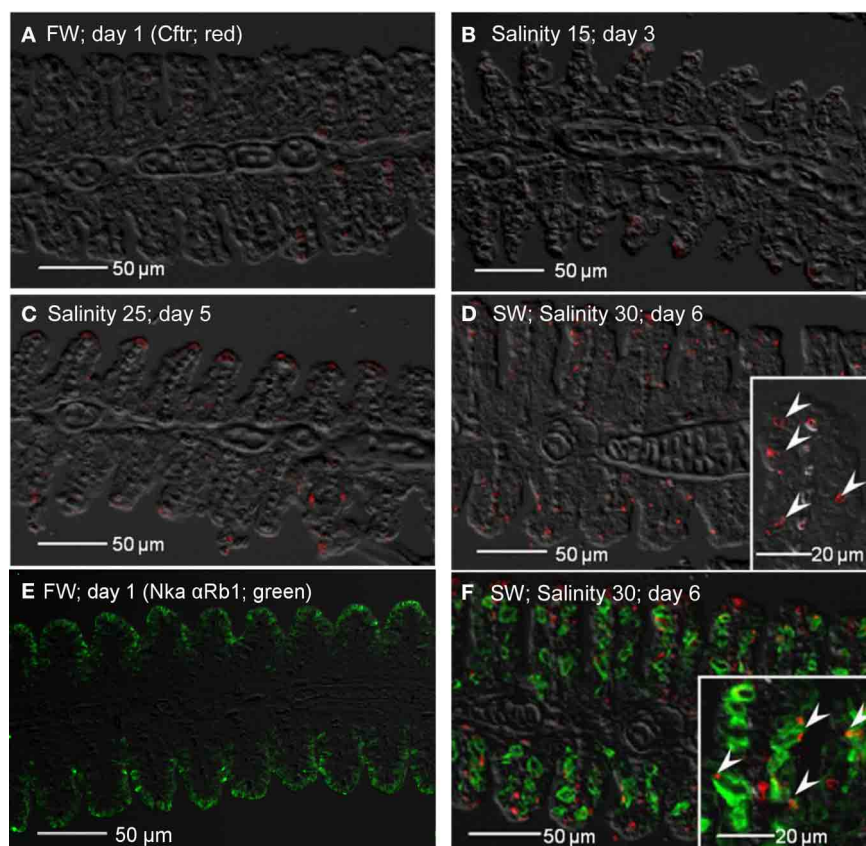 A FW; day 1 (Cftr; red)
50 µm
B Salinity 15; day 3
50 µm
C Salinity 25; day 5
50 µm
D SW; Salinity 30; day 6
50 µm
20 µm
E FW; day 1 (Nka αRb1; green)
50 µm
F SW; Salinity 30; day 6
50 µm
20 µm